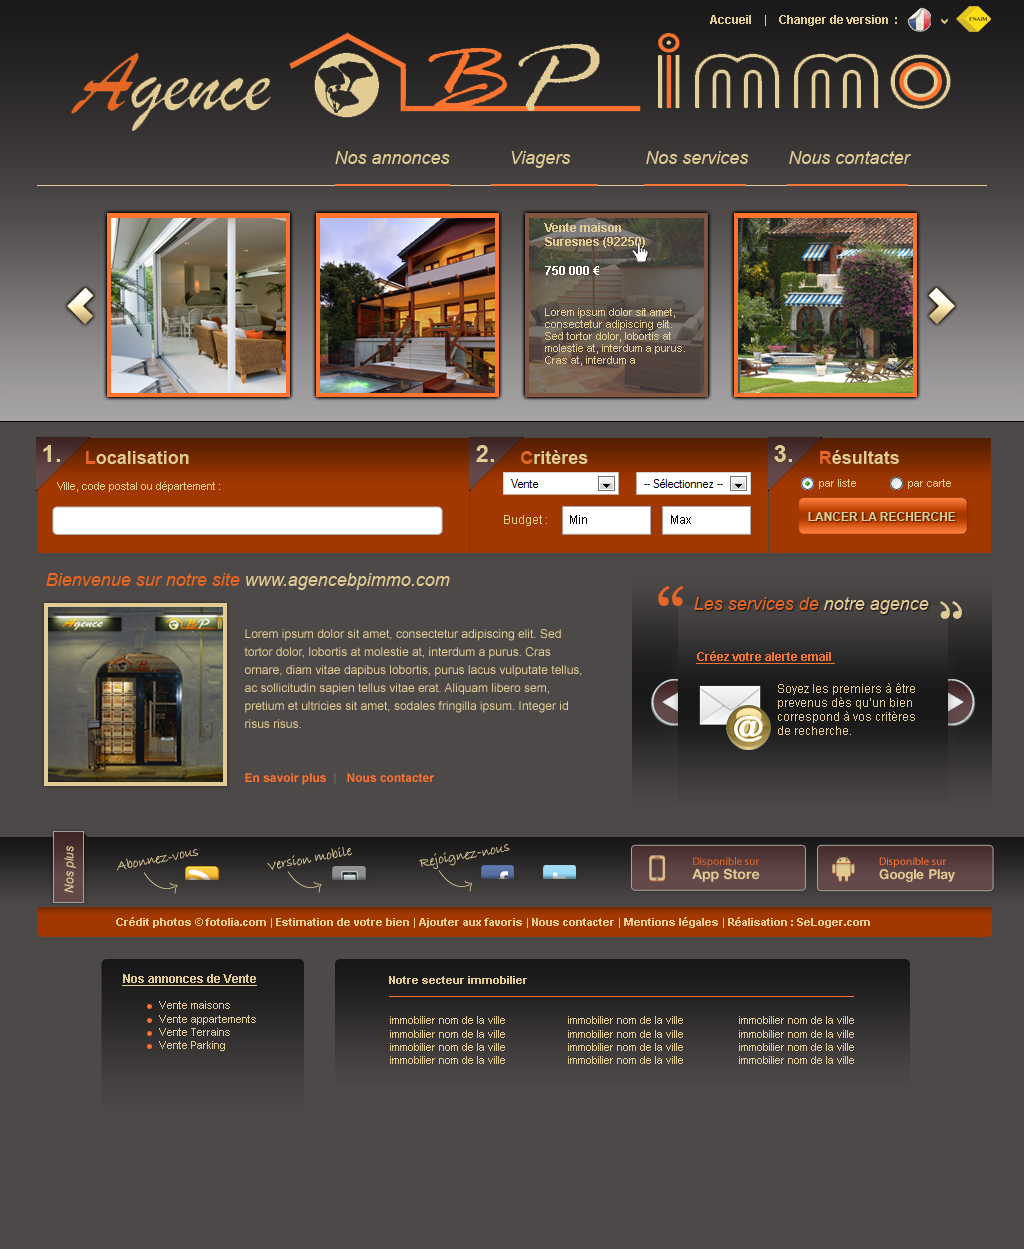 Accueil | Changer de version :
FNAIM
Agence BP immo
Nos annonces Viagers Nos services Nous contacter
Vente maison
Suresnes (92250)
750 000 €
Lorem ipsum dolor sit amet,
consectetur adipiscing elit.
Sed tortor dolor, lobortis at
molestie at, interdum a purus.
Cras at, interdum a
1. Localisation
Ville, code postal ou département :
2. Critères
Vente -- Sélectionnez --
Budget : Min Max
3. Résultats
par liste par carte
LANCER LA RECHERCHE
Bienvenue sur notre site www.agencebpimmo.com
Agence BP
Lorem ipsum dolor sit amet, consectetur adipiscing elit. Sed
tortor dolor, lobortis at molestie at, interdum a purus. Cras
ornare, diam vitae dapibus lobortis, purus lacus vulputate tellus,
ac sollicitudin sapien tellus vitae erat. Aliquam libero sem,
pretium et ultricies sit amet, sodales fringilla ipsum. Integer id
risus risus.
En savoir plus | Nous contacter
“ Les services de notre agence ”
Créez votre alerte email
@
Soyez les premiers à être
prevenus dès qu'un bien
correspond à vos critères
de recherche.
Nos plus
Abonnez-vous
Version mobile
Rejoignez-nous
Disponible sur
App Store
Disponible sur
Google Play
Crédit photos © fotolia.com | Estimation de votre bien | Ajouter aux favoris | Nous contacter | Mentions légales | Réalisation : SeLoger.com
Nos annonces de Vente
Vente maisons
Vente appartements
Vente Terrains
Vente Parking
Notre secteur immobilier
immobilier nom de la ville immobilier nom de la ville immobilier nom de la ville
immobilier nom de la ville immobilier nom de la ville immobilier nom de la ville
immobilier nom de la ville immobilier nom de la ville immobilier nom de la ville
immobilier nom de la ville immobilier nom de la ville immobilier nom de la ville